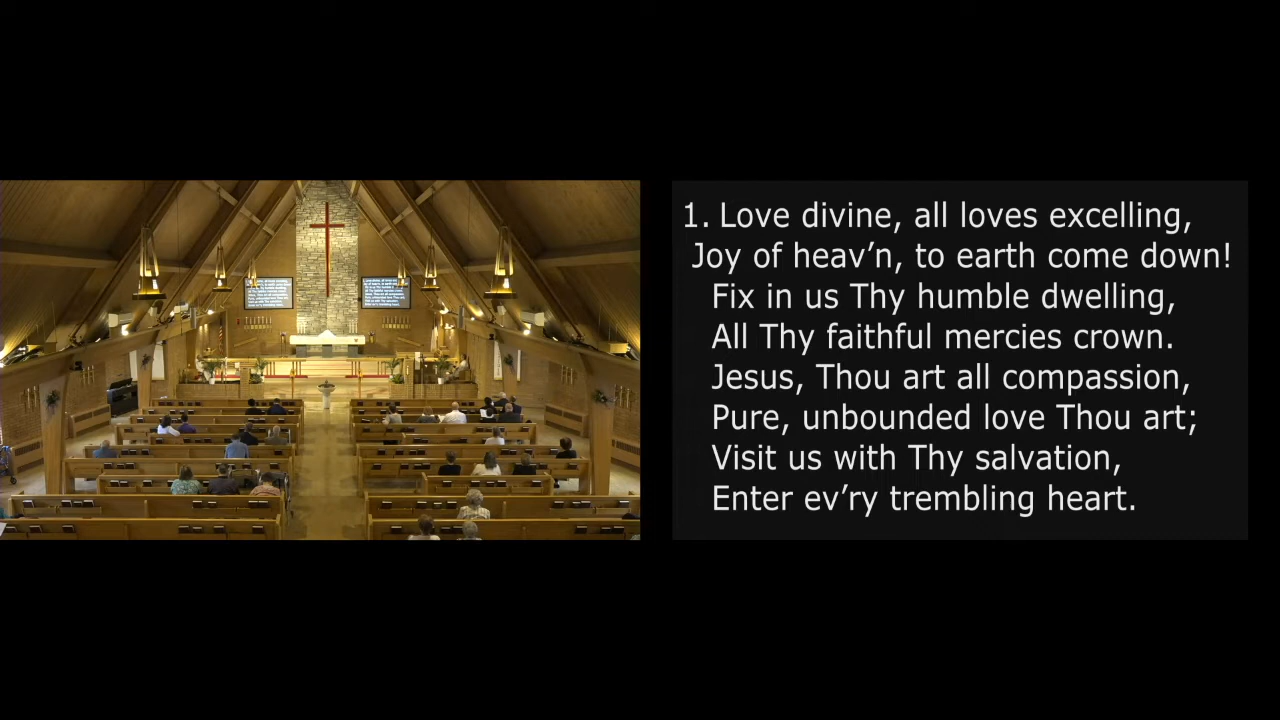 1. Love divine, all loves excelling,
Joy of heav’n, to earth come down!
Fix in us Thy humble dwelling,
All Thy faithful mercies crown.
Jesus, Thou art all compassion,
Pure, unbounded love Thou art;
Visit us with Thy salvation,
Enter ev’ry trembling heart.